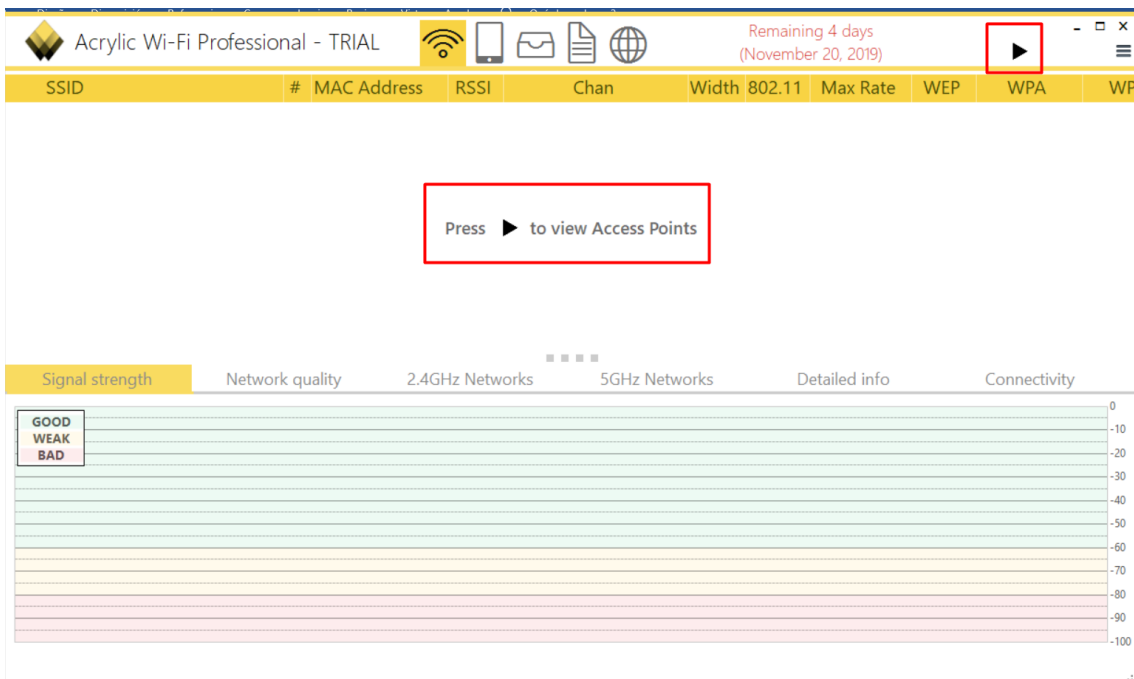 Acrylic Wi-Fi Professional - TRIAL
Remaining 4 days
(November 20, 2019)
SSID # MAC Address RSSI Chan Width 802.11 Max Rate WEP WPA WP
Press ▶ to view Access Points
Signal strength Network quality 2.4GHz Networks 5GHz Networks Detailed info Connectivity
GOOD
WEAK
BAD
0
-10
-20
-30
-40
-50
-60
-70
-80
-90
-100